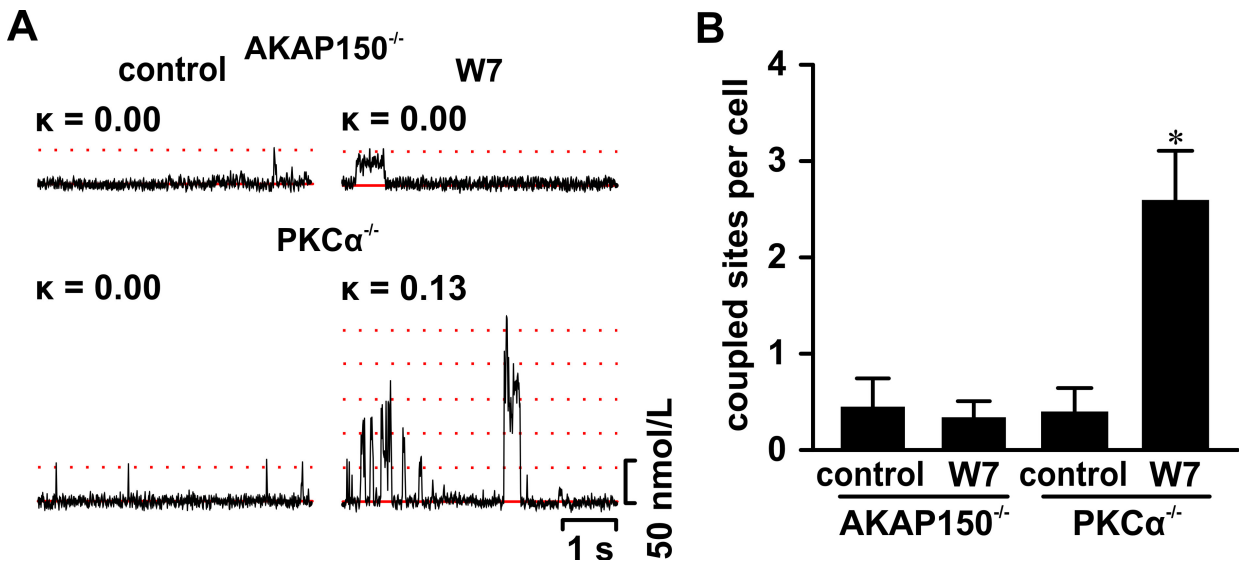 A
AKAP150-/-
control W7
κ = 0.00 κ = 0.00
PKCα-/-
κ = 0.00 κ = 0.13
50 nmol/L
1 s
B
coupled sites per cell
4
3
2
1
0
*
control W7 control W7
AKAP150-/- PKCα-/-